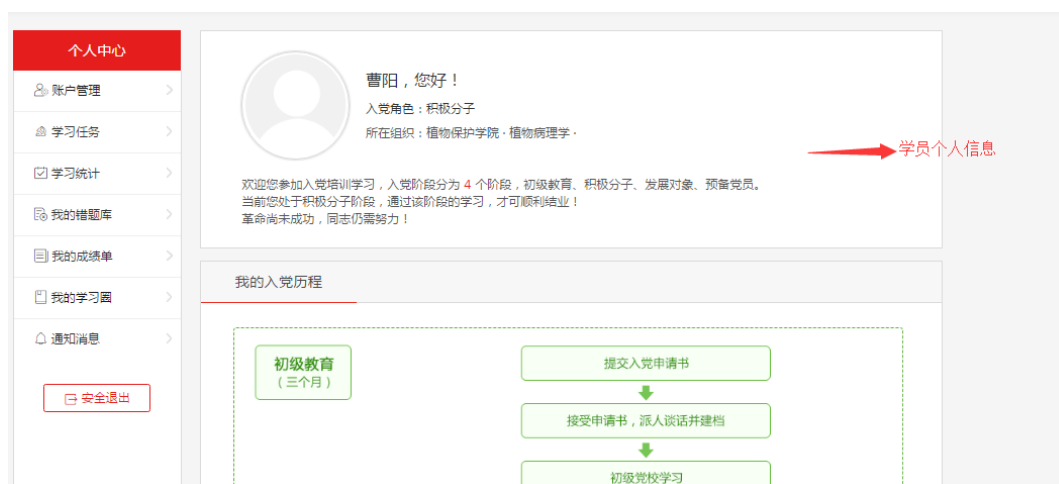 个人中心
账户管理
学习任务
学习统计
我的错题库
我的成绩单
我的学习圈
通知消息
安全退出
曹阳，您好！
入党角色：积极分子
所在组织：植物保护学院·植物病理学·
学员个人信息
欢迎您参加入党培训学习，入党阶段分为 4 个阶段，初级教育、积极分子、发展对象、预备党员。
当前您处于积极分子阶段，通过该阶段的学习，才可顺利结业！
革命尚未成功，同志仍需努力！
我的入党历程
初级教育
（三个月）
提交入党申请书
接受申请书，派人谈话并建档
初级党校学习